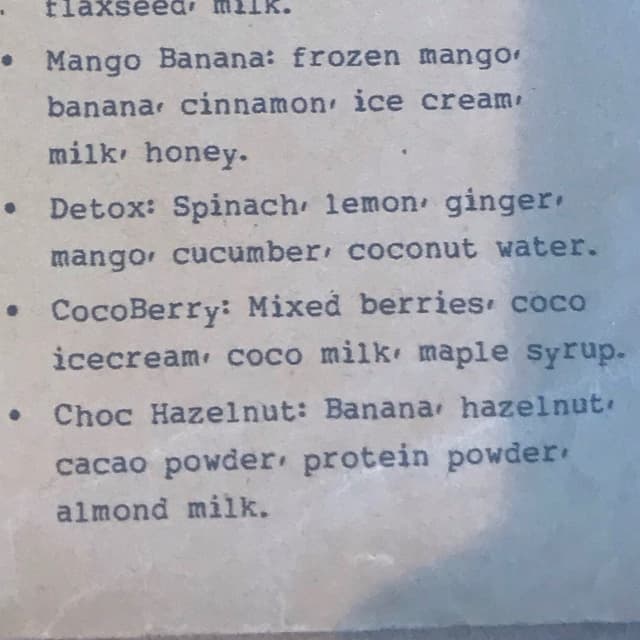 flaxseed, milk.
• Mango Banana: frozen mango,
banana, cinnamon, ice cream,
milk, honey.
• Detox: Spinach, lemon, ginger,
mango, cucumber, coconut water.
• CocoBerry: Mixed berries, coco
icecream, coco milk, maple syrup.
• Choc Hazelnut: Banana, hazelnut,
cacao powder, protein powder,
almond milk.